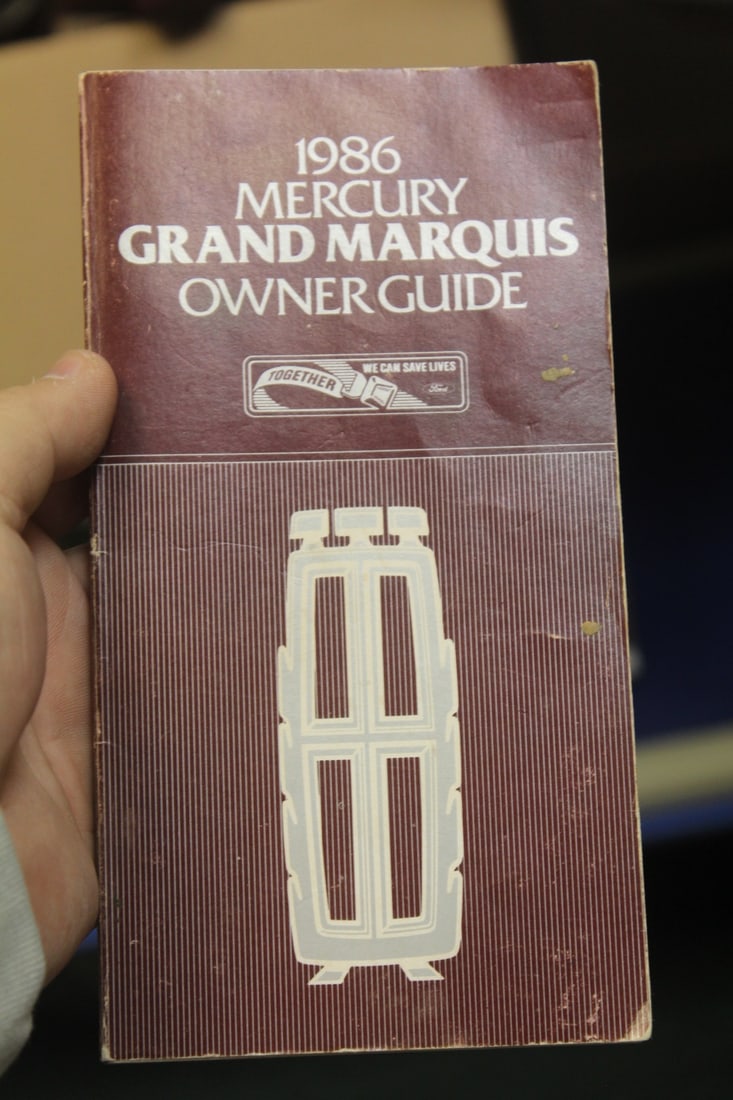 1986
MERCURY
GRAND MARQUIS
OWNER GUIDE
TOGETHER
WE CAN SAVE LIVES
Ford